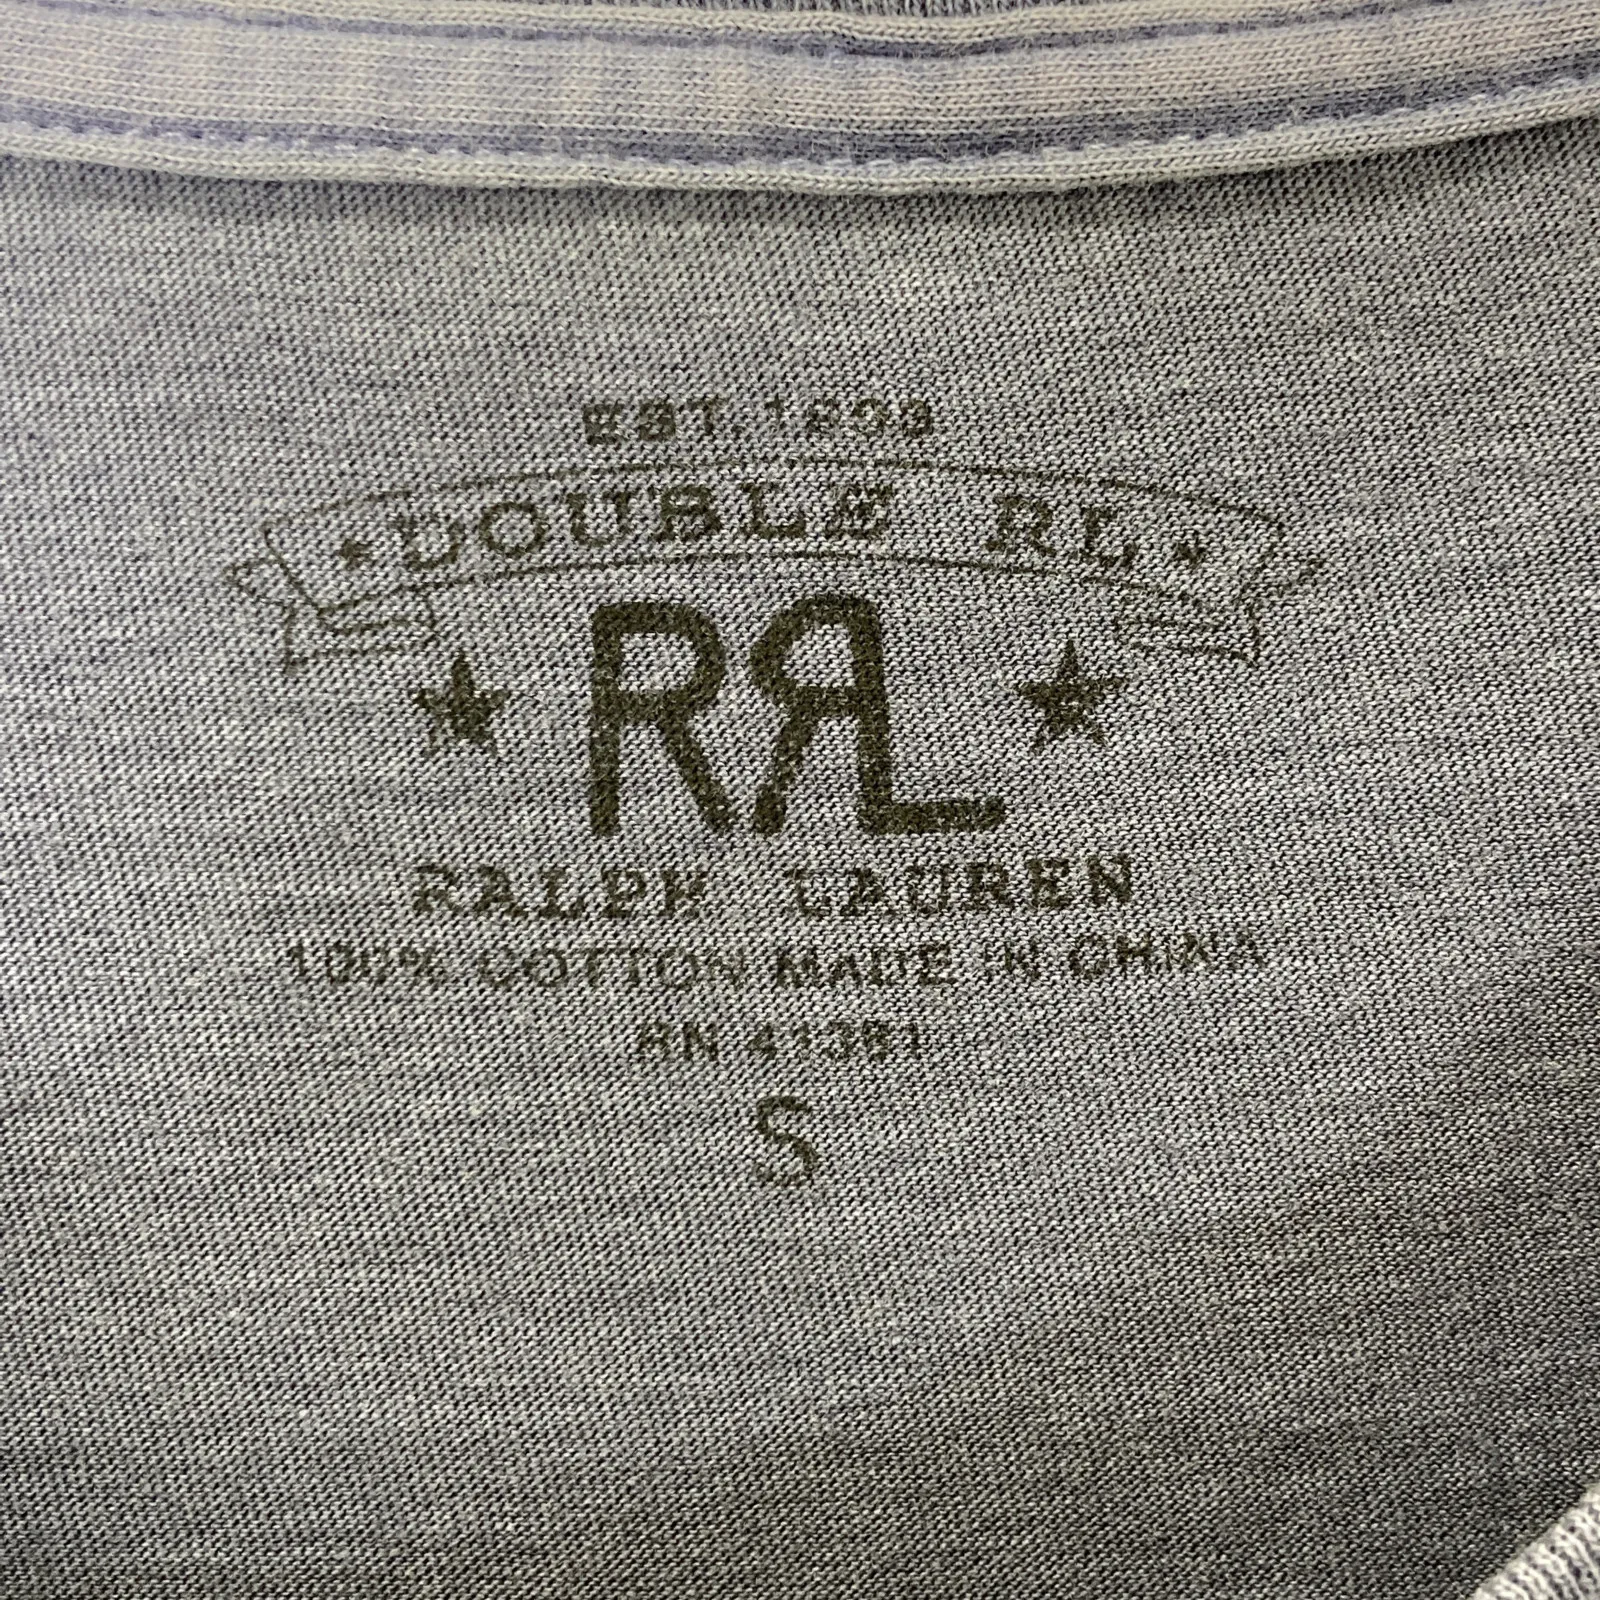 EST. 1993
DOUBLE RL
RRL
RALPH LAUREN
100% COTTON MADE IN CHINA
RN 41381
S